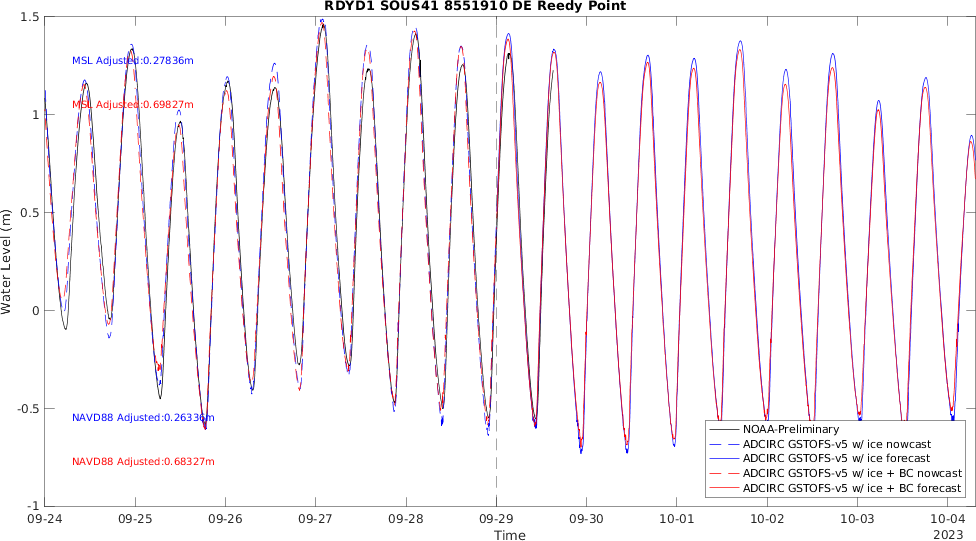 RDYD1 SOUS41 8551910 DE Reedy Point
1.5
1
0.5
0
-0.5
-1
Water Level (m)
MSL Adjusted:0.27836m
MSL Adjusted:0.69827m
NAVD88 Adjusted:0.26336m
NAVD88 Adjusted:0.68327m
NOAA-Preliminary
ADCIRC GSTOFS-v5 w/ ice nowcast
ADCIRC GSTOFS-v5 w/ ice forecast
ADCIRC GSTOFS-v5 w/ ice + BC nowcast
ADCIRC GSTOFS-v5 w/ ice + BC forecast
09-24 09-25 09-26 09-27 09-28 09-29 09-30 10-01 10-02 10-03 10-04
2023
Time